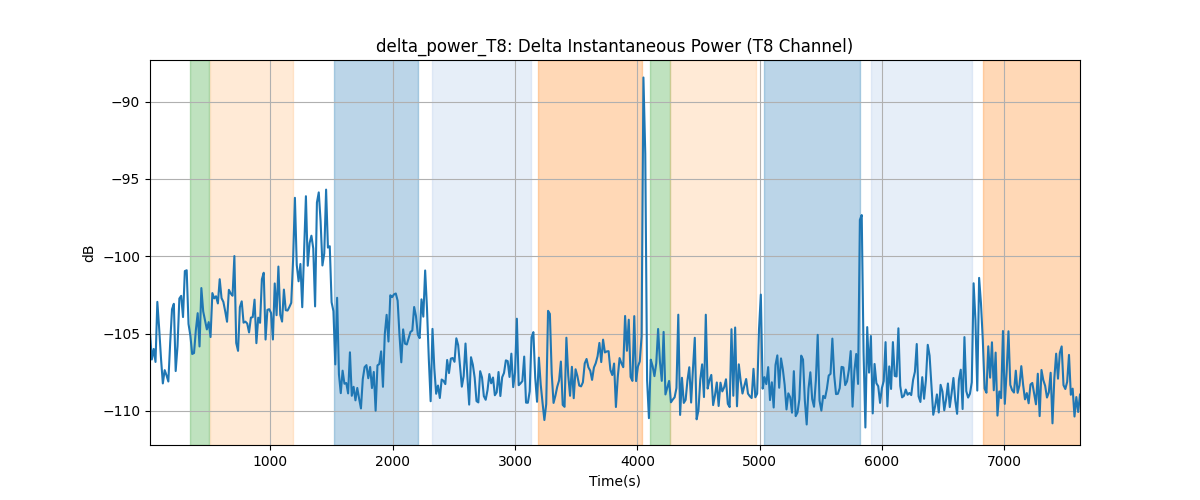 delta_power_T8: Delta Instantaneous Power (T8 Channel)
−90
−95
−100
−105
−110
dB
1000 2000 3000 4000 5000 6000 7000
Time(s)